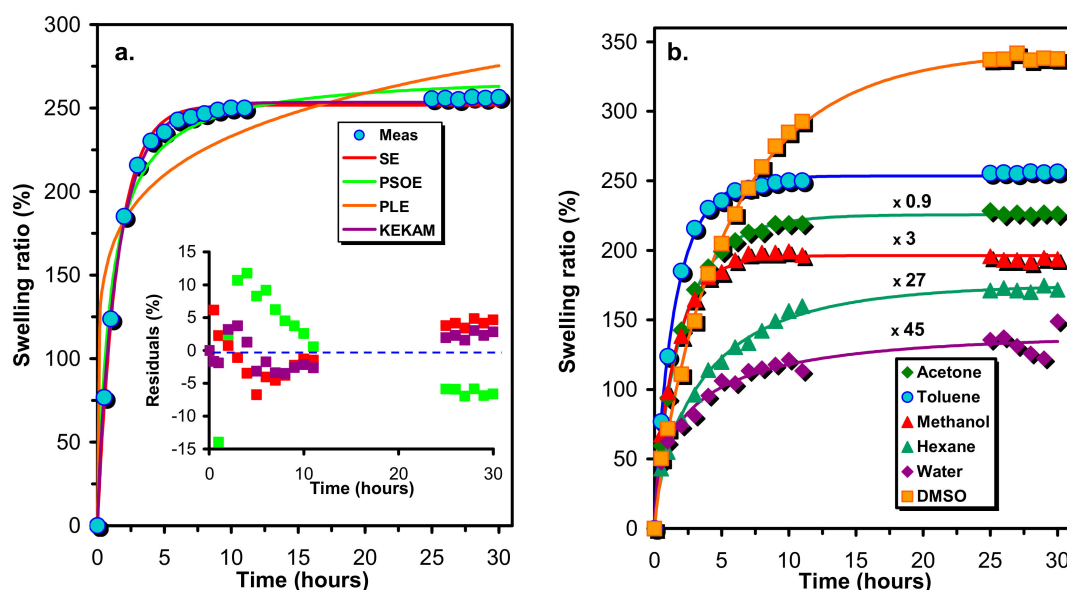 a.
Swelling ratio (%)
300
250
200
150
100
50
0
0
5
10
15
20
25
30
Time (hours)
Meas
SE
PSOE
PLE
KEKAM
Residuals (%)
15
10
5
0
-5
-10
-15
0
10
20
30
Time (hours)
b.
Swelling ratio (%)
350
300
250
200
150
100
50
0
0
5
10
15
20
25
30
Time (hours)
x 0.9
x 3
x 27
x 45
Acetone
Toluene
Methanol
Hexane
Water
DMSO